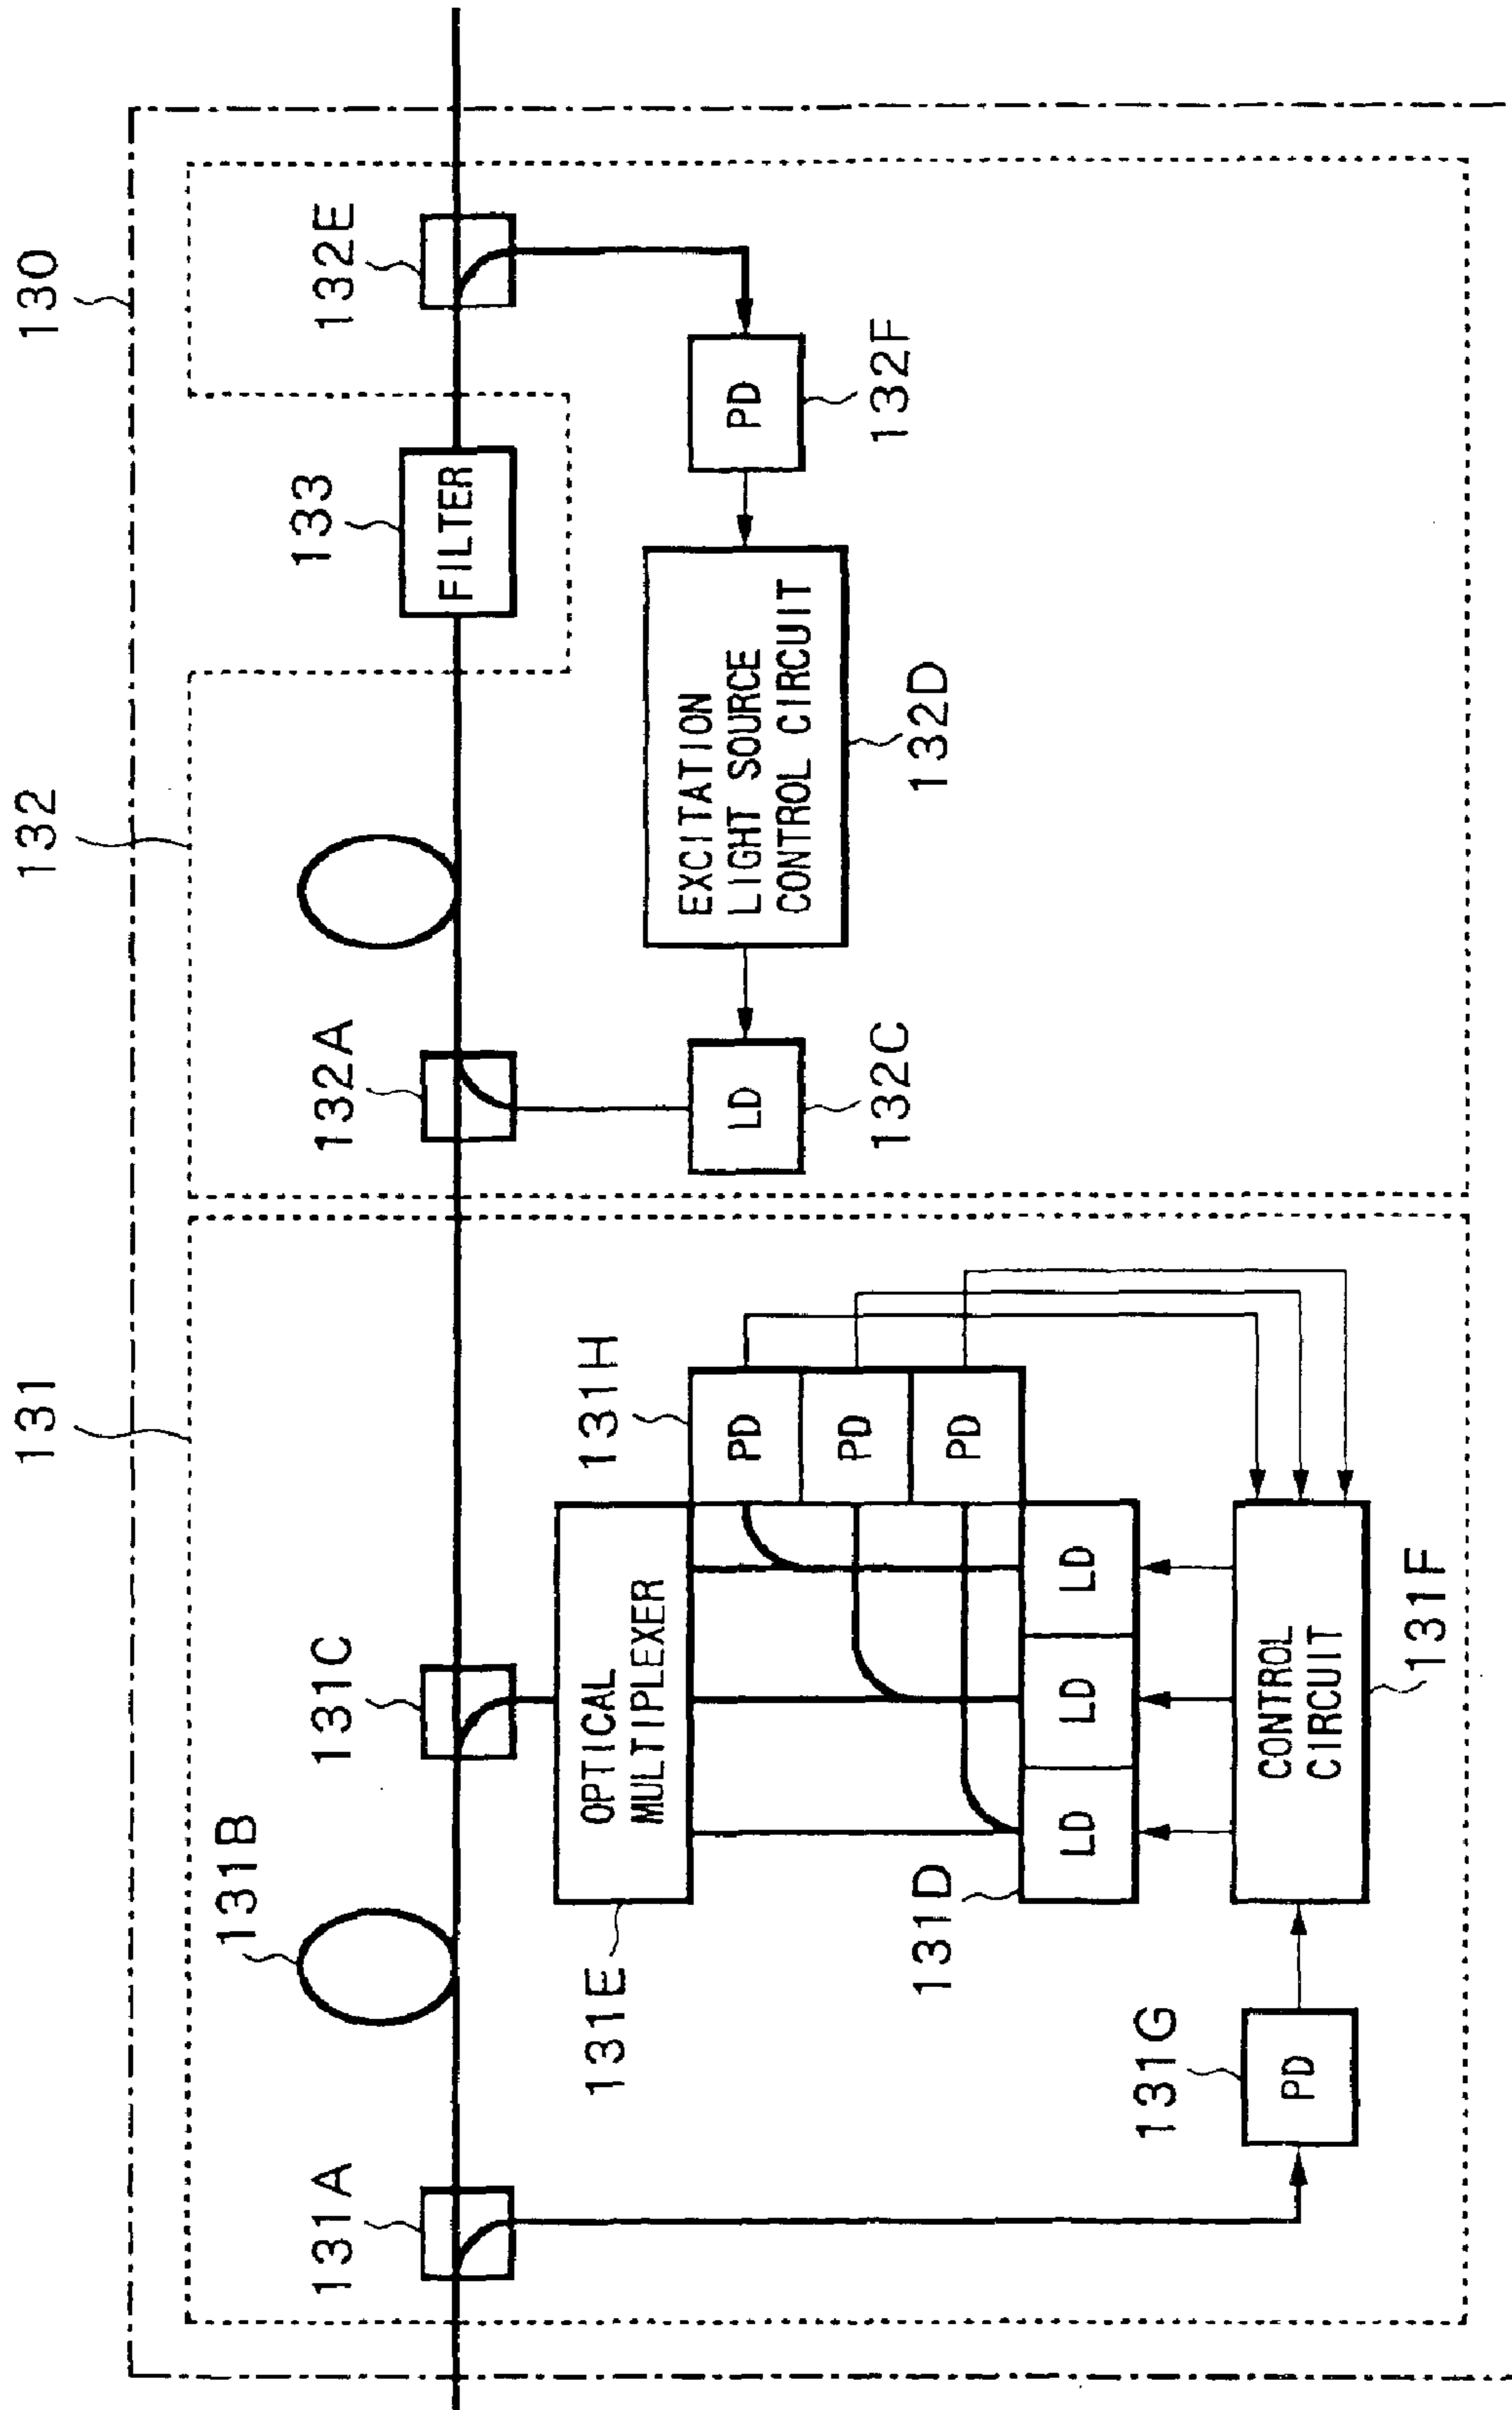 130
131
132
131A
131B
131C
132A
133
132E
FILTER
OPTICAL
MULTIPLEXER
131E
131H
PD
PD
PD
LD
LD
LD
131D
131G
PD
CONTROL
CIRCUIT
131F
LD
132C
EXCITATION
LIGHT SOURCE
CONTROL CIRCUIT
132D
PD
132F